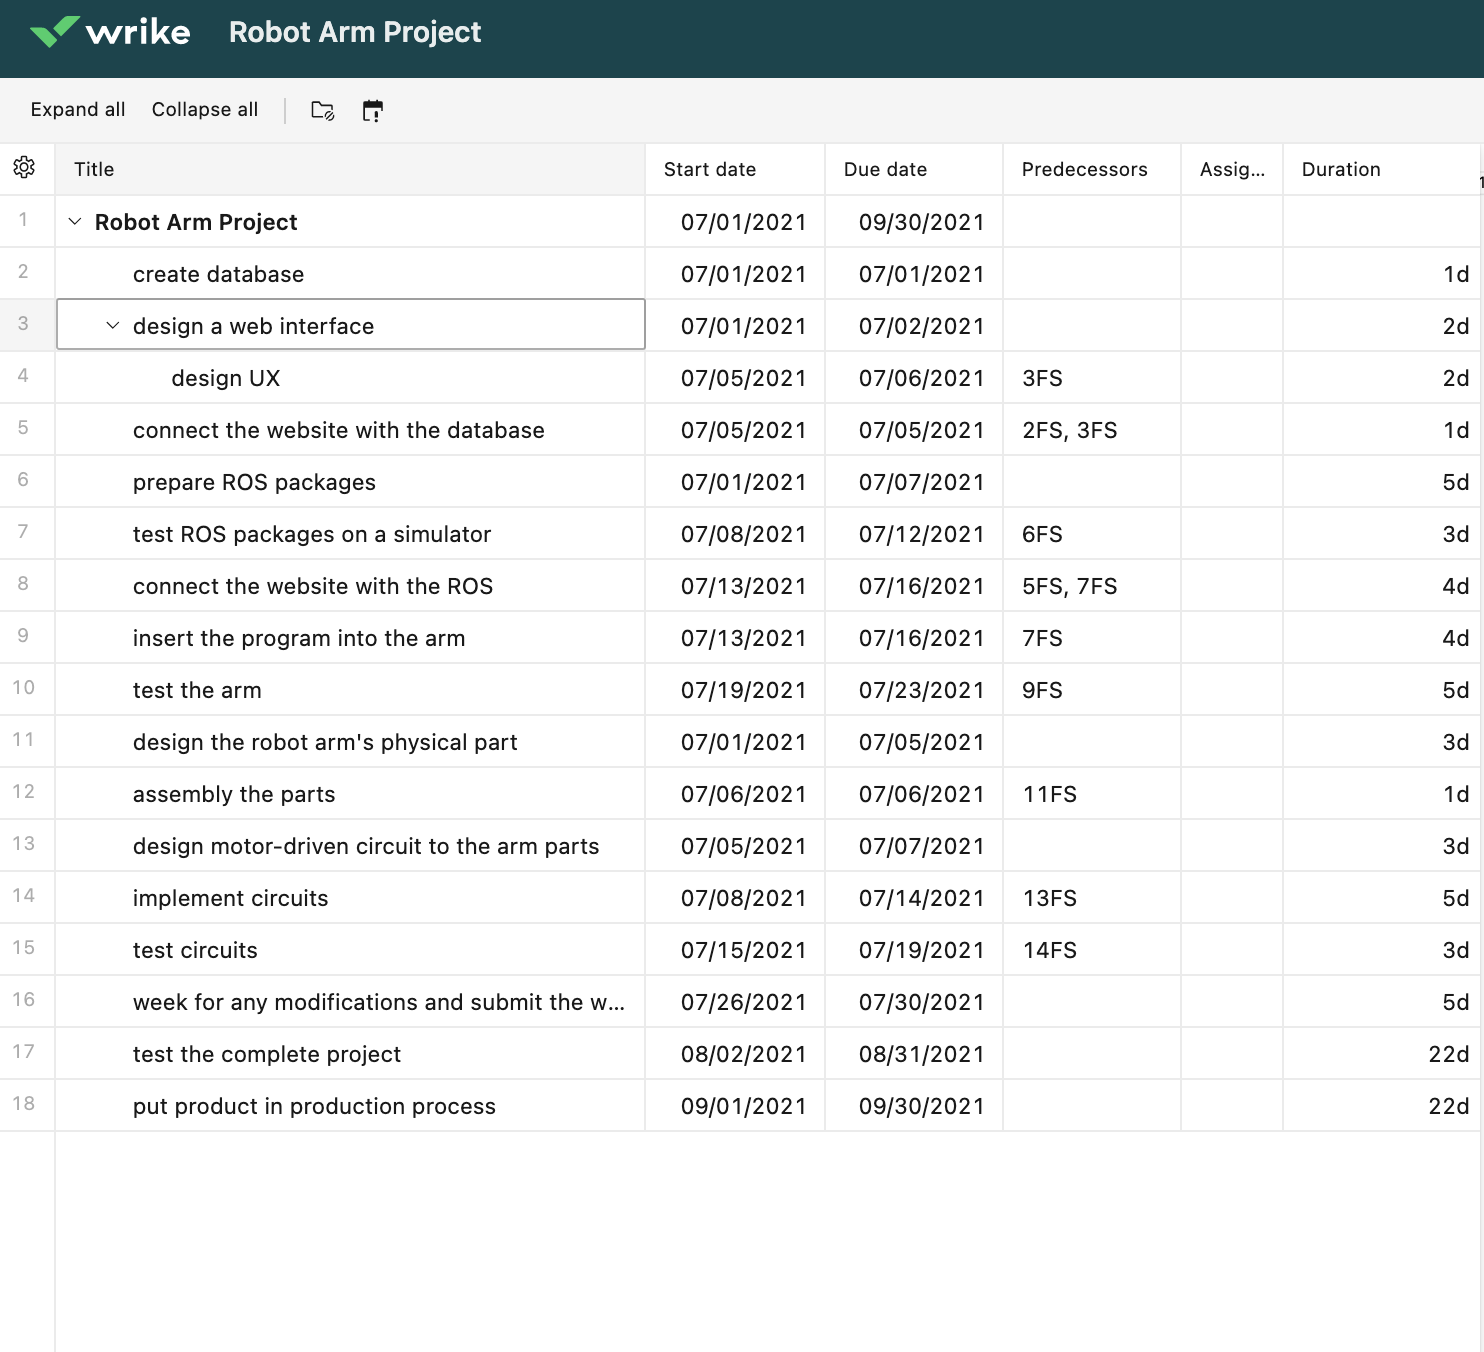 wrike Robot Arm Project
Expand all Collapse all
Title Start date Due date Predecessors Assig... Duration
1 Robot Arm Project 07/01/2021 09/30/2021
2 create database 07/01/2021 07/01/2021 1d
3 design a web interface 07/01/2021 07/02/2021 2d
4 design UX 07/05/2021 07/06/2021 3FS 2d
5 connect the website with the database 07/05/2021 07/05/2021 2FS, 3FS 1d
6 prepare ROS packages 07/01/2021 07/07/2021 5d
7 test ROS packages on a simulator 07/08/2021 07/12/2021 6FS 3d
8 connect the website with the ROS 07/13/2021 07/16/2021 5FS, 7FS 4d
9 insert the program into the arm 07/13/2021 07/16/2021 7FS 4d
10 test the arm 07/19/2021 07/23/2021 9FS 5d
11 design the robot arm's physical part 07/01/2021 07/05/2021 3d
12 assembly the parts 07/06/2021 07/06/2021 11FS 1d
13 design motor-driven circuit to the arm parts 07/05/2021 07/07/2021 3d
14 implement circuits 07/08/2021 07/14/2021 13FS 5d
15 test circuits 07/15/2021 07/19/2021 14FS 3d
16 week for any modifications and submit the w... 07/26/2021 07/30/2021 5d
17 test the complete project 08/02/2021 08/31/2021 22d
18 put product in production process 09/01/2021 09/30/2021 22d